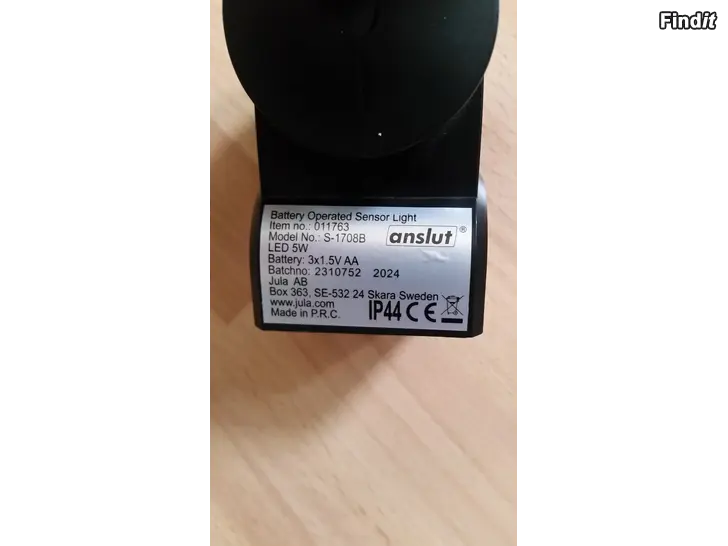 Findit
Battery Operated Sensor Light
Item no.: 011763
Model No.: S-1708B
anslut®
LED 5W
Battery: 3x1.5V AA
Batchno: 2310752 2024
Jula AB
Box 363, SE-532 24 Skara Sweden
www.jula.com
Made in P.R.C.
IP44 CE